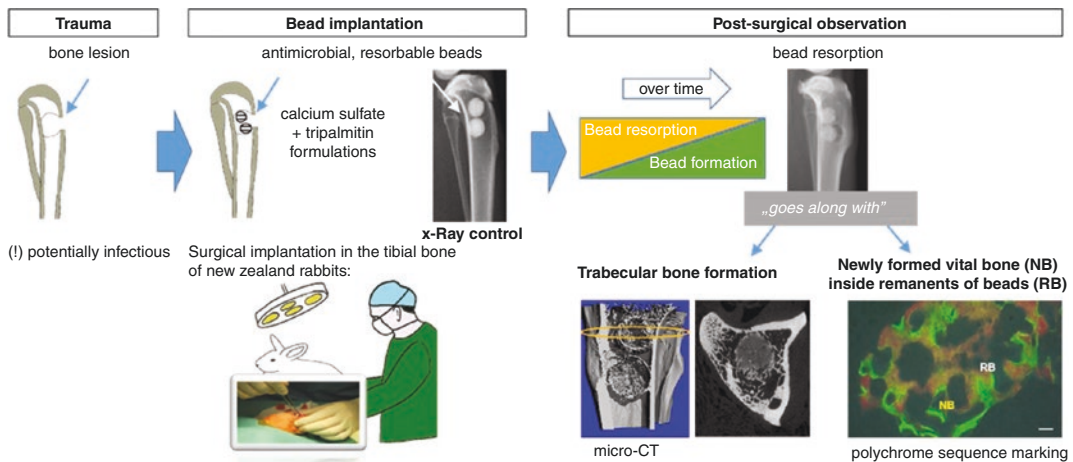 Trauma
bone lesion
(!) potentially infectious
Bead implantation
antimicrobial, resorbable beads
calcium sulfate
+ tripalmitin
formulations
x-Ray control
Surgical implantation in the tibial bone
of new zealand rabbits:
Post-surgical observation
bead resorption
over time
Bead resorption
Bead formation
„goes along with”
Trabecular bone formation
micro-CT
Newly formed vital bone (NB)
inside remanents of beads (RB)
RB
NB
polychrome sequence marking